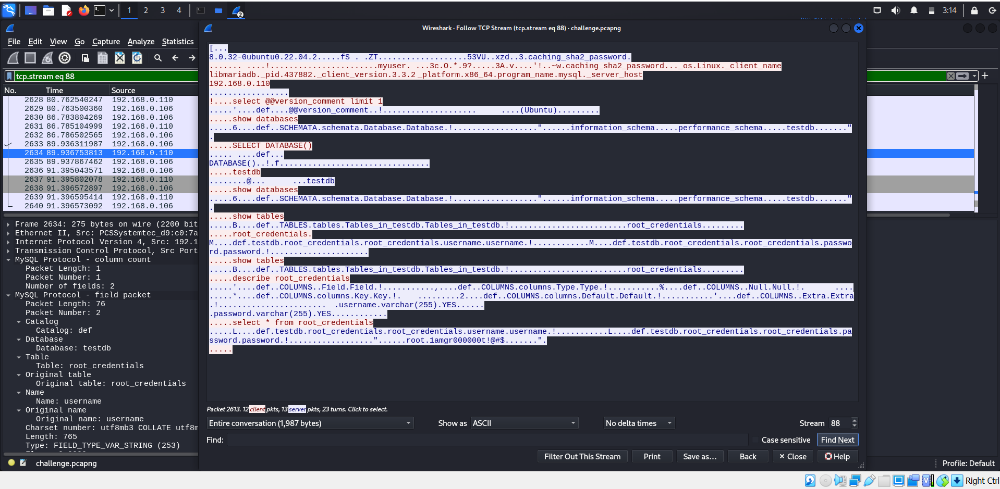 1 2 3 4
2
3:14
Wireshark · Follow TCP Stream (tcp.stream eq 88) · challenge.pcapng
File Edit View Go Capture Analyze Statistics
tcp.stream eq 88
No. Time Source
2628 80.762540247 192.168.0.110
2629 80.763500360 192.168.0.106
2630 86.783804269 192.168.0.106
2631 86.785104999 192.168.0.110
2632 86.786502565 192.168.0.106
2633 89.936311987 192.168.0.106
2634 89.936753813 192.168.0.110
2635 89.937867462 192.168.0.106
2636 91.395043571 192.168.0.106
2637 91.395802078 192.168.0.110
2638 91.396572897 192.168.0.106
2639 91.396595414 192.168.0.110
2640 91.396573092 192.168.0.106
Frame 2634: 275 bytes on wire (2200 bit
Ethernet II, Src: PCSSystemtec_d9:c0:7a
Internet Protocol Version 4, Src: 192.1
Transmission Control Protocol, Src Port
MySQL Protocol - column count
Packet Length: 1
Packet Number: 1
Number of fields: 2
MySQL Protocol - field packet
Packet Length: 76
Packet Number: 2
Catalog
Catalog: def
Database
Database: testdb
Table
Table: root_credentials
Original table
Original table: root_credentials
Name
Name: username
Original name
Original name: username
Charset number: utf8mb3 COLLATE utf8m
Length: 765
Type: FIELD_TYPE_VAR_STRING (253)
challenge.pcapng
[...
8.0.32-0ubuntu0.22.04.2.....fS . .ZT...................53VU..xzd..3.caching_sha2_password.
....... ....!.......................myuser. ...3c.O.*.9?.....3A.v....'!..~w.caching_sha2_password..._os.Linux._client_name
libmariadb._pid.437882._client_version.3.3.2_platform.x86_64.program_name.mysql._server_host
192.168.0.110
.................
!....select @@version_comment limit 1
.....'....def....@@version_comment..!.................... ....(Ubuntu).........
.....show databases
.....6....def..SCHEMATA.schemata.Database.Database.!.................."......information_schema.....performance_schema.....testdb......."
.
.....SELECT DATABASE()
..... ....def...
DATABASE()..!.f................................
.....testdb
........@... ...testdb
.....show databases
.....6....def..SCHEMATA.schemata.Database.Database.!.................."......information_schema.....performance_schema.....testdb......."
.
.....show tables
.....B....def..TABLES.tables.Tables_in_testdb.Tables_in_testdb.!.........................root_credentials.........
.....root_credentials.
M....def.testdb.root_credentials.root_credentials.username.username.!............M....def.testdb.root_credentials.root_credentials.passwo
rd.password.!.....................
.....show tables
.....B....def..TABLES.tables.Tables_in_testdb.Tables_in_testdb.!.........................root_credentials.........
.....describe root_credentials
.....'....def..COLUMNS..Field.Field.!...........,....def..COLUMNS.columns.Type.Type.!...........%....def..COLUMNS..Null.Null.!. ....
.....*....def..COLUMNS.columns.Key.Key.!. .........2....def..COLUMNS.columns.Default.Default.!...........'....def..COLUMNS..Extra.Extra
.!....................... .username.varchar(255).YES......
.password.varchar(255).YES............
.....select * from root_credentials
.....L....def.testdb.root_credentials.root_credentials.username.username.!...........L....def.testdb.root_credentials.root_credentials.pa
ssword.password.!.................."......root.1amgr000000t!@#$.......".
.....
Packet 2613. 12 client pkts, 13 server pkts, 23 turns. Click to select.
Entire conversation (1,987 bytes) Show as ASCII No delta times Stream 88
Find: Case sensitive Find Next
Filter Out This Stream Print Save as… Back Close Help
Profile: Default
Right Ctrl